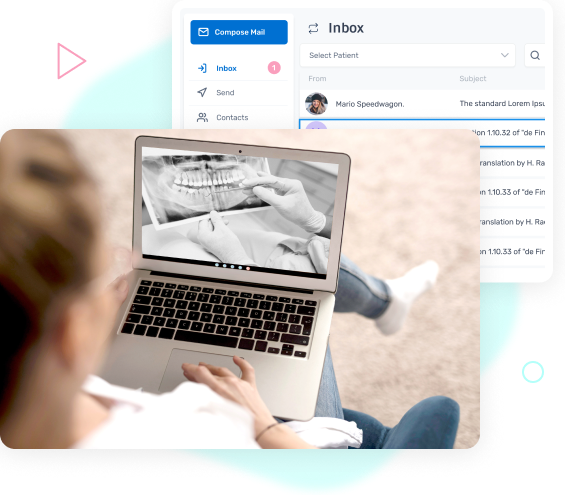 Compose Mail
Inbox
Inbox 1
Select Patient
Send
From Subject
Contacts
Mario Speedwagon. The standard Lorem Ipsu
on 1.10.32 of "de Fin
ranslation by H. Ra
on 1.10.33 of "de Fin
ranslation by H. Rac
on 1.10.33 of "de Fin